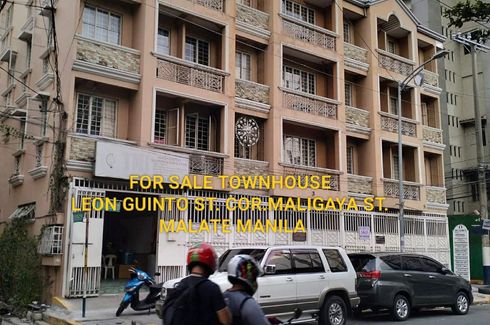 FOR SALE TOWNHOUSE
LEON GUINTO ST. COR.MALIGAYA ST.
MALATE MANILA